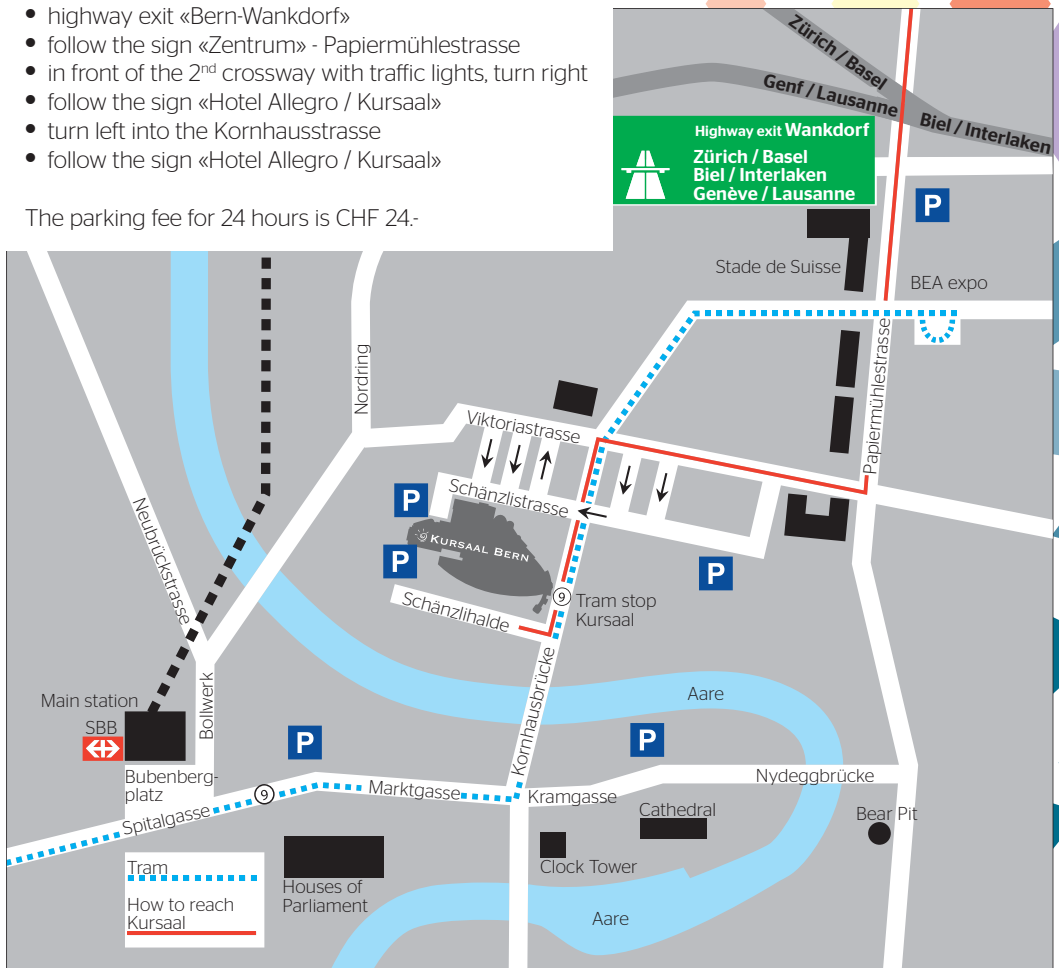 • highway exit «Bern-Wankdorf»
• follow the sign «Zentrum» - Papiermühlestrasse
• in front of the 2nd crossway with traffic lights, turn right
• follow the sign «Hotel Allegro / Kursaal»
• turn left into the Kornhausstrasse
• follow the sign «Hotel Allegro / Kursaal»
The parking fee for 24 hours is CHF 24.-
Zürich / Basel
Genf / Lausanne
Biel / Interlaken
Highway exit Wankdorf
Zürich / Basel
Biel / Interlaken
Genève / Lausanne
P
Stade de Suisse
BEA expo
Papiermühlestrasse
Nordring
Viktoriastrasse
Schänzlistrasse
P
KURSAAL BERN
P
P
Schänzlihalde
9
Tram stop
Kursaal
Neubrückstrasse
Bollwerk
Kornhausbrücke
Aare
Main station
SBB
P
P
Bubenberg-
platz
Nydeggbrücke
9
Marktgasse
Kramgasse
Spitalgasse
Cathedral
Bear Pit
Clock Tower
Houses of
Parliament
Aare
Tram
How to reach
Kursaal